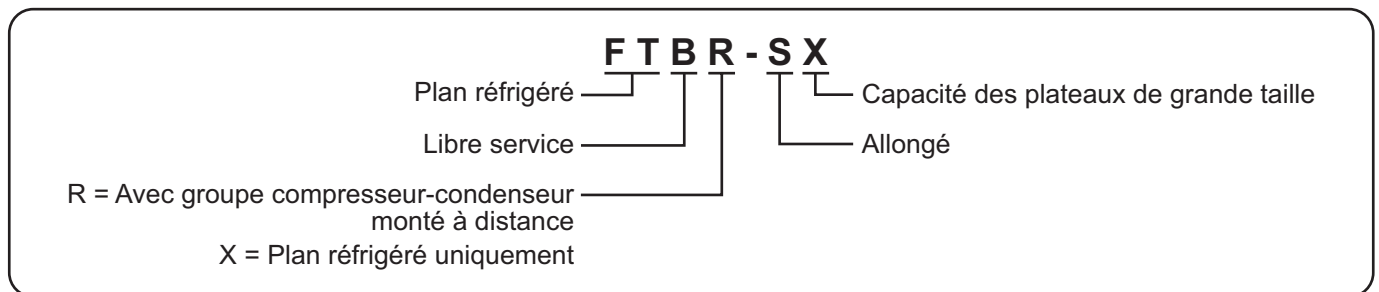 F T B R - S X
Plan réfrigéré
Capacité des plateaux de grande taille
Libre service
Allongé
R = Avec groupe compresseur-condenseur
monté à distance
X = Plan réfrigéré uniquement